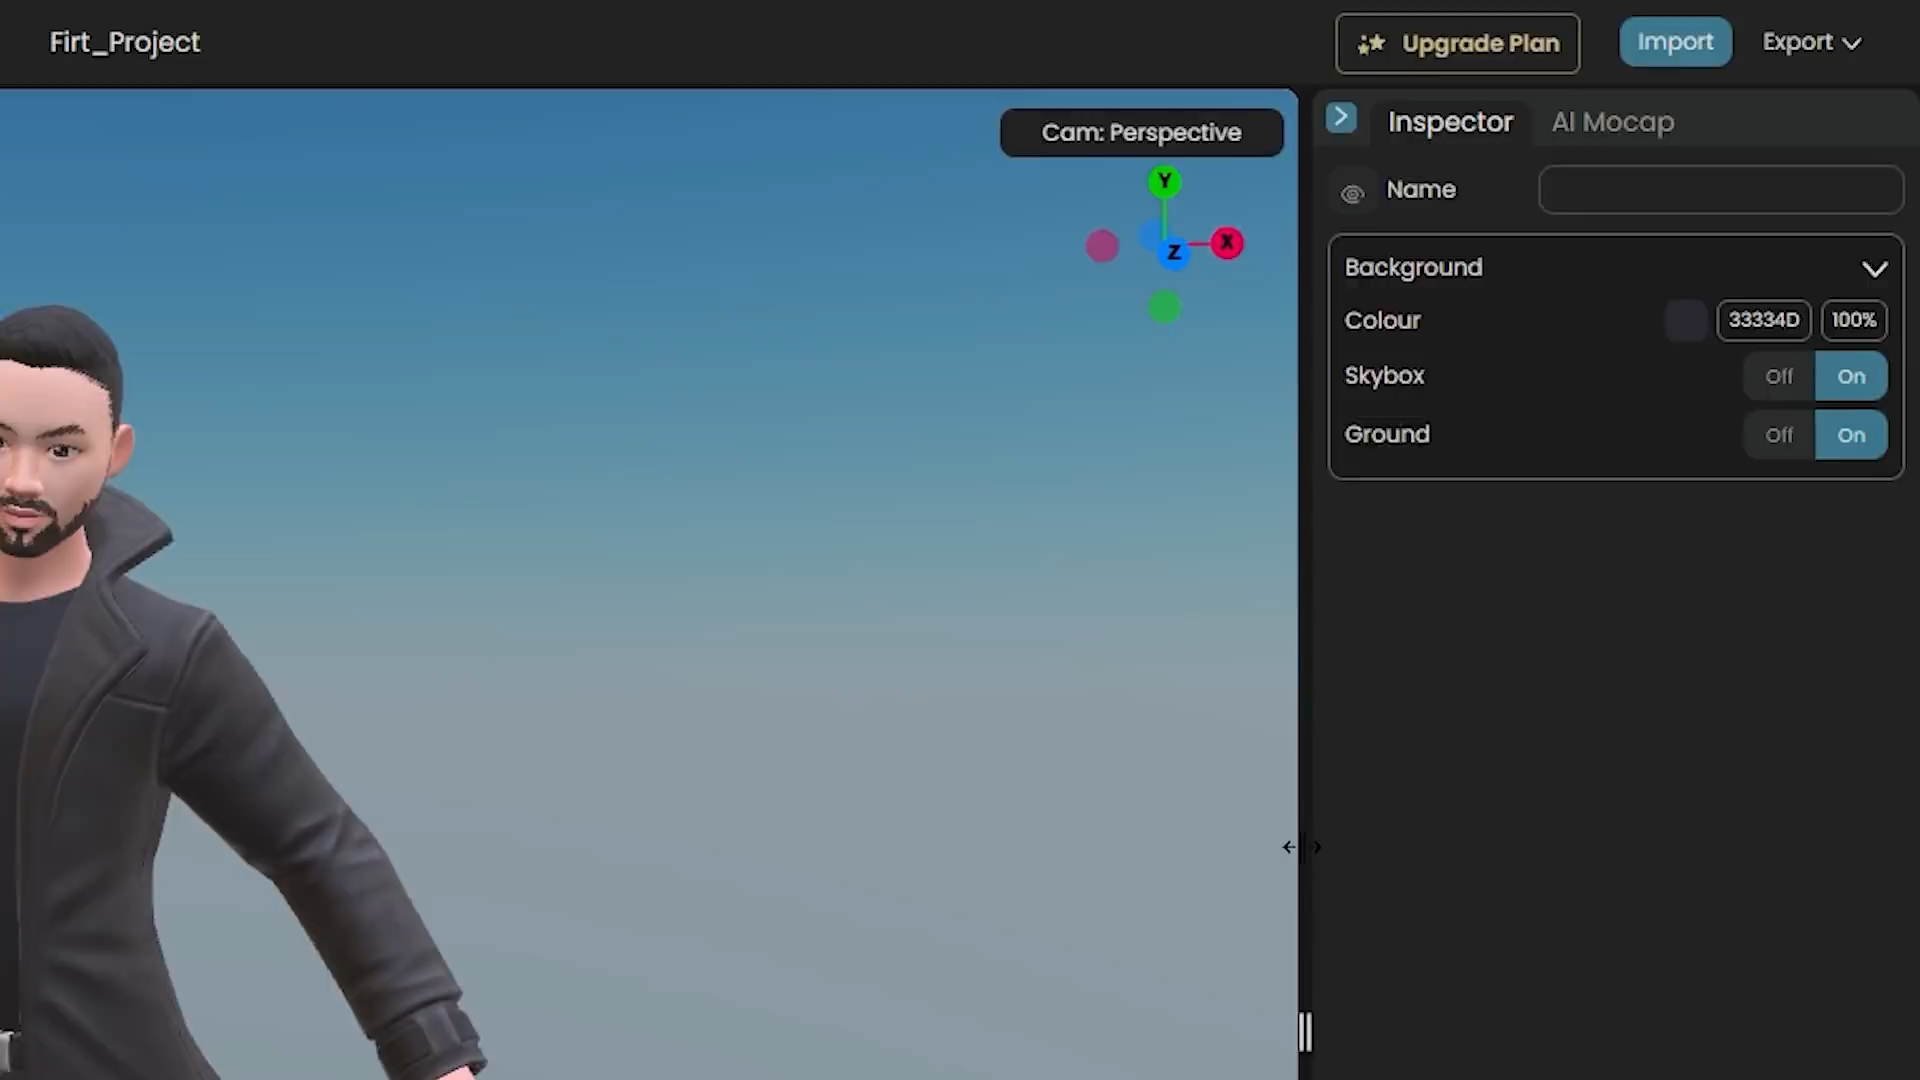 Firt_Project
Upgrade Plan
Import
Export
Cam: Perspective
Y
X
Z
Inspector
AI Mocap
Name
Background
Colour
33334D
100%
Skybox
Off
On
Ground
Off
On